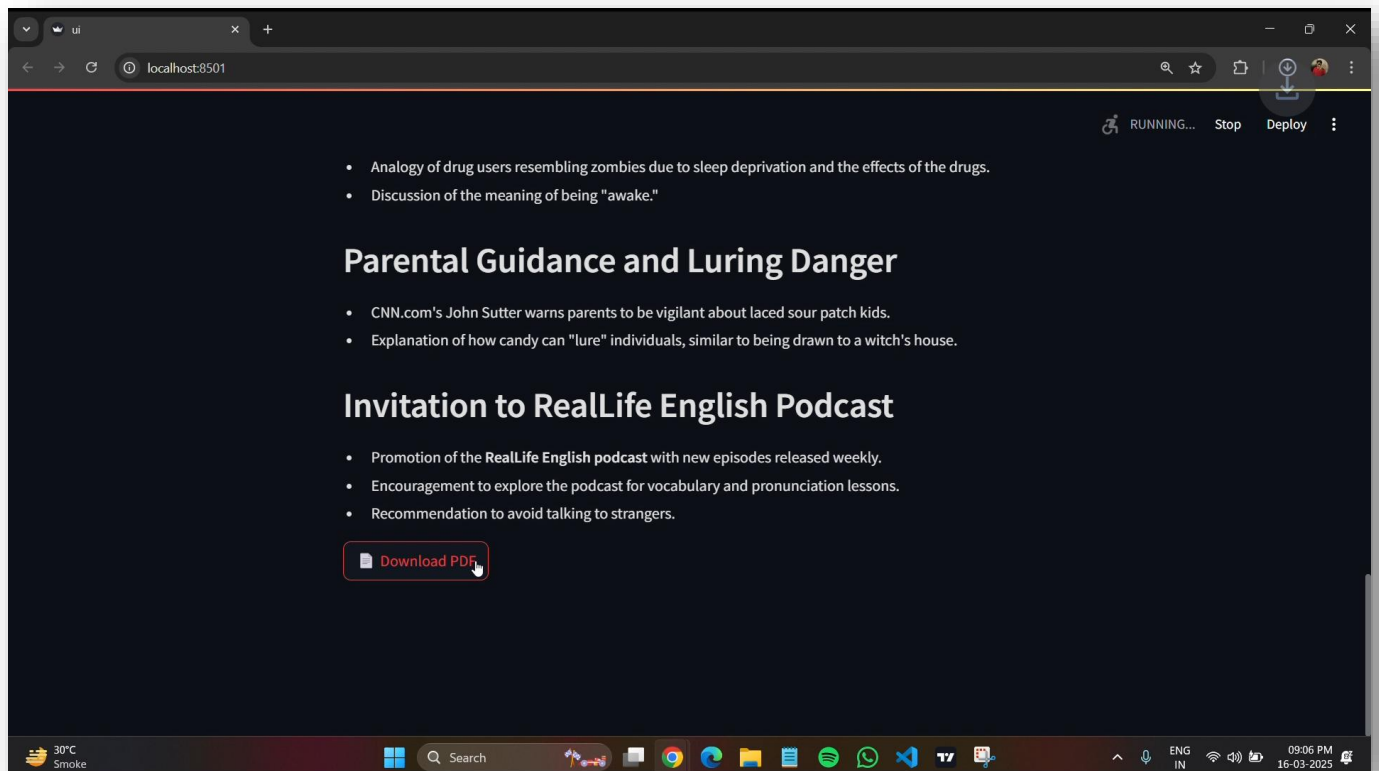 ui
localhost:8501
RUNNING... Stop Deploy
Analogy of drug users resembling zombies due to sleep deprivation and the effects of the drugs.
Discussion of the meaning of being "awake."
Parental Guidance and Luring Danger
CNN.com's John Sutter warns parents to be vigilant about laced sour patch kids.
Explanation of how candy can "lure" individuals, similar to being drawn to a witch's house.
Invitation to RealLife English Podcast
Promotion of the RealLife English podcast with new episodes released weekly.
Encouragement to explore the podcast for vocabulary and pronunciation lessons.
Recommendation to avoid talking to strangers.
Download PDF
30°C
Smoke
Search
ENG
IN
09:06 PM
16-03-2025